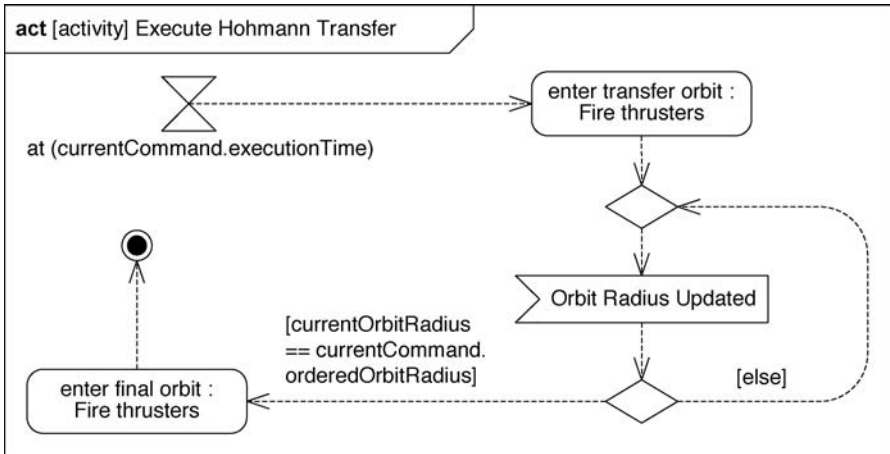 act [activity] Execute Hohmann Transfer
at (currentCommand.executionTime)
enter transfer orbit :
Fire thrusters
Orbit Radius Updated
[currentOrbitRadius
== currentCommand.
orderedOrbitRadius]
[else]
enter final orbit :
Fire thrusters